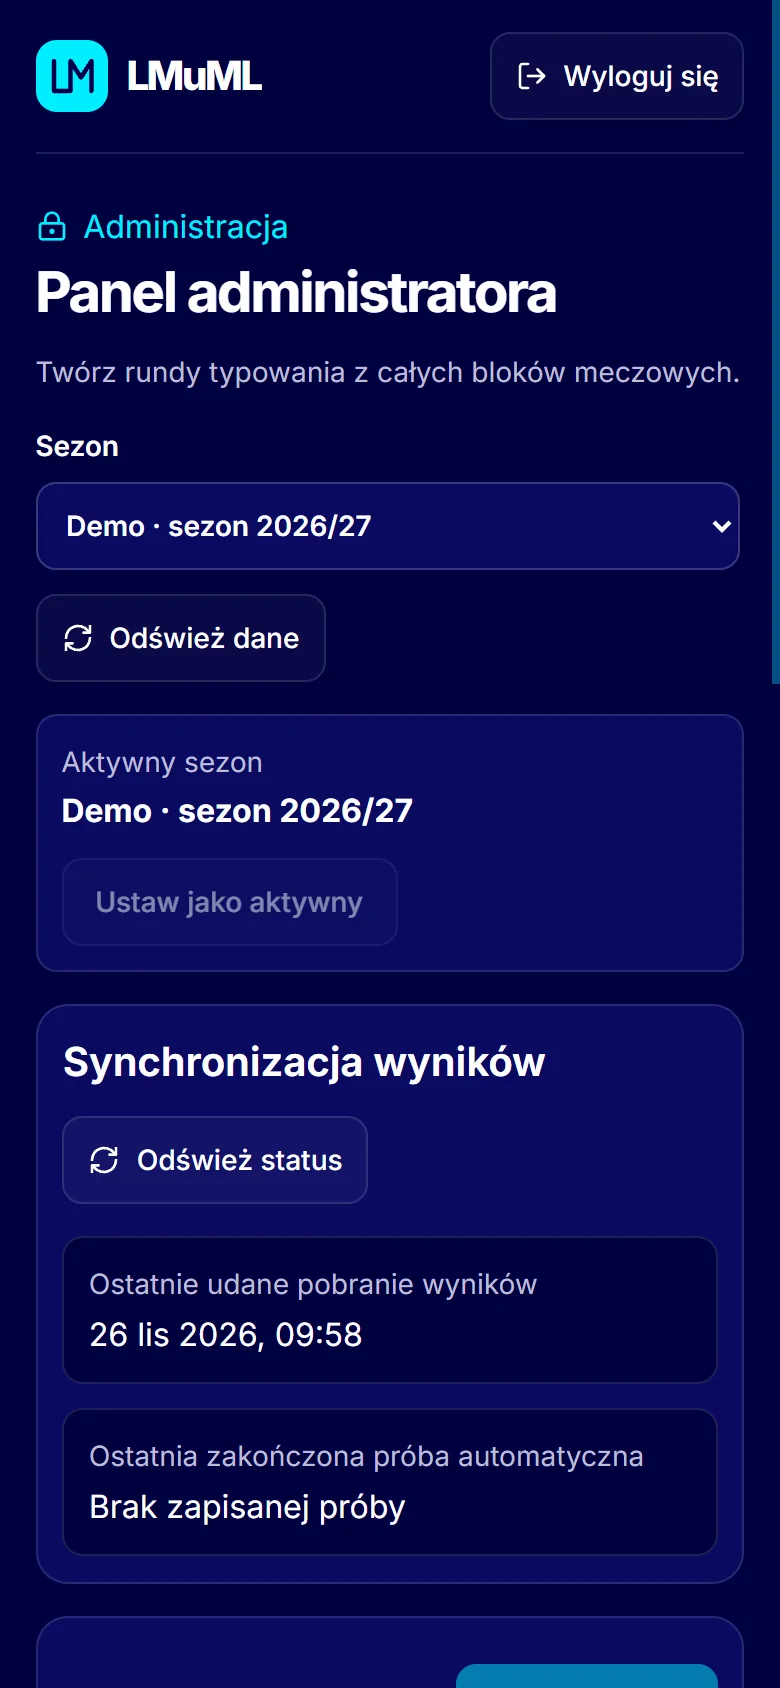 LM LMuML
Wyloguj się
Administracja
Panel administratora
Twórz rundy typowania z całych bloków meczowych.
Sezon
Demo · sezon 2026/27
Odśwież dane
Aktywny sezon
Demo · sezon 2026/27
Ustaw jako aktywny
Synchronizacja wyników
Odśwież status
Ostatnie udane pobranie wyników
26 lis 2026, 09:58
Ostatnia zakończona próba automatyczna
Brak zapisanej próby